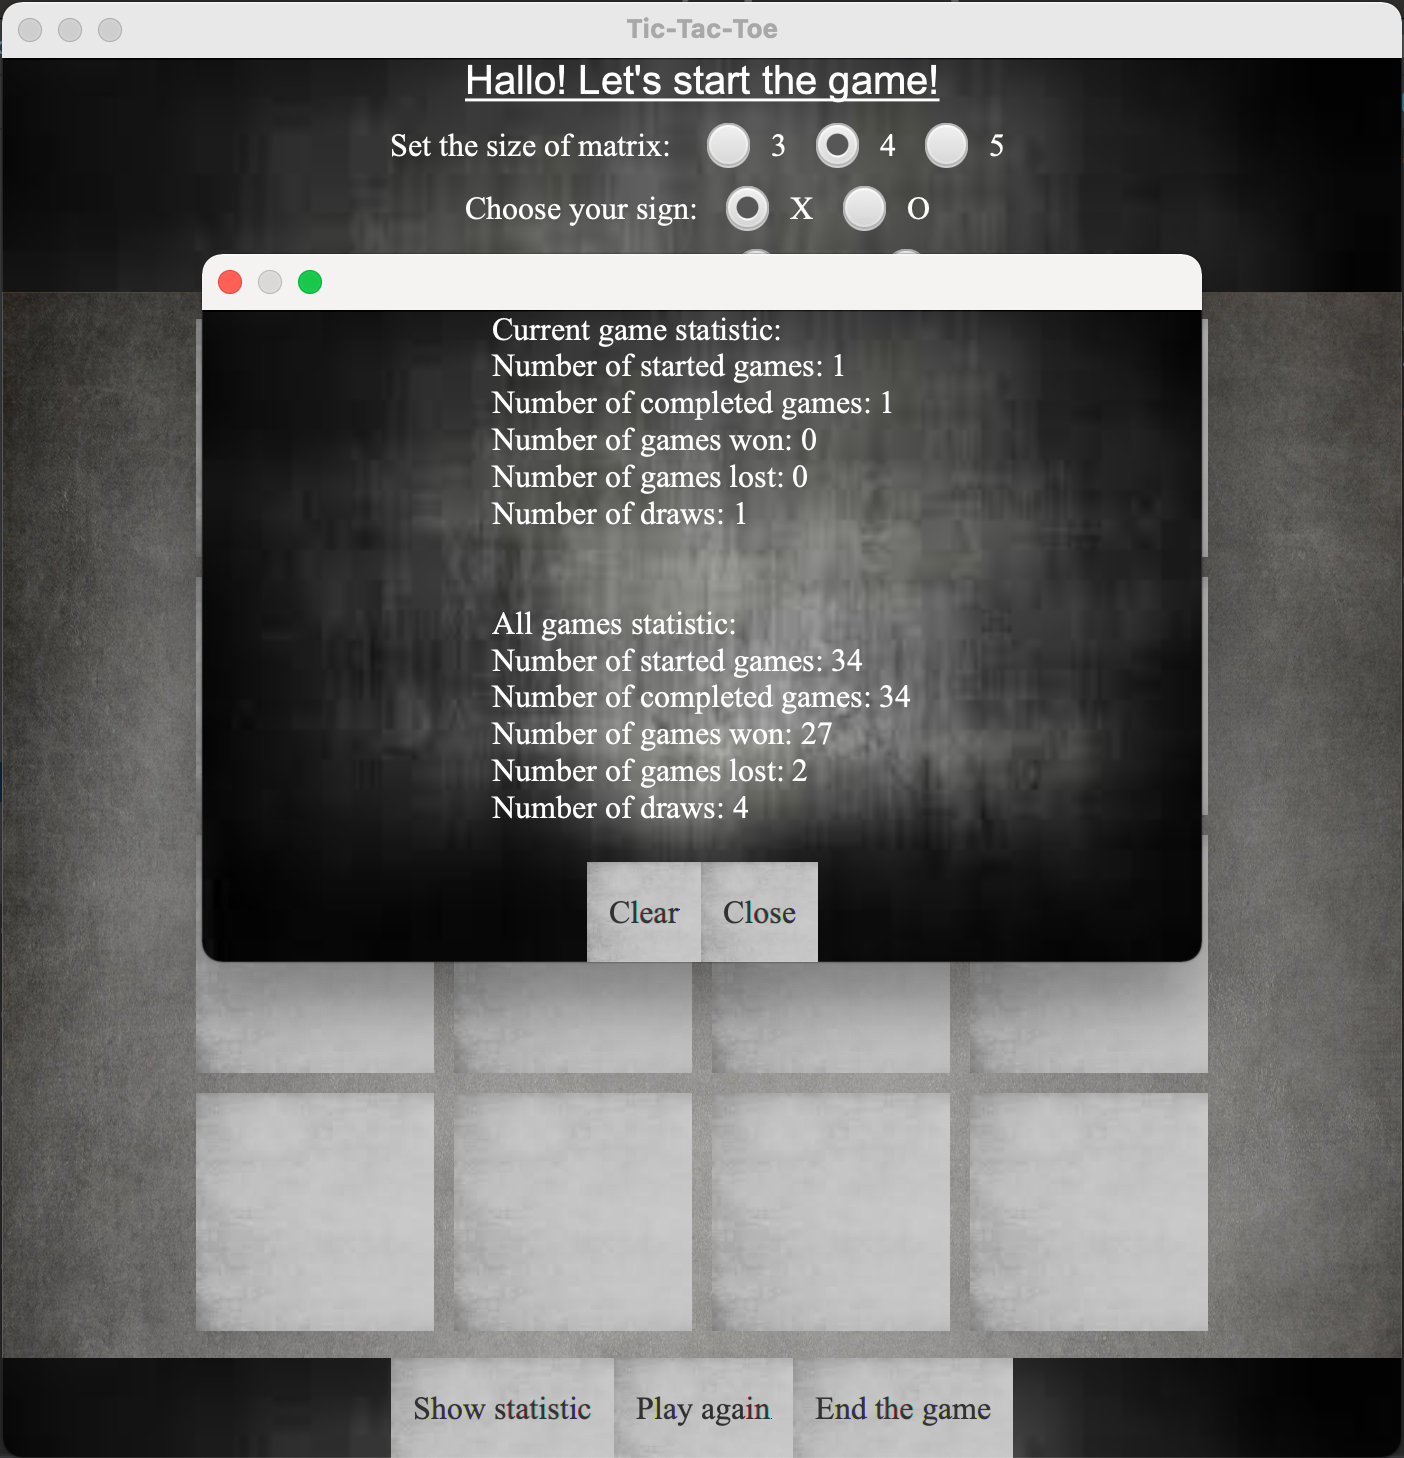 Tic-Tac-Toe
Hallo! Let's start the game!
Set the size of matrix: 3 4 5
Choose your sign: X O
Current game statistic:
Number of started games: 1
Number of completed games: 1
Number of games won: 0
Number of games lost: 0
Number of draws: 1
All games statistic:
Number of started games: 34
Number of completed games: 34
Number of games won: 27
Number of games lost: 2
Number of draws: 4
Clear Close
Show statistic Play again End the game